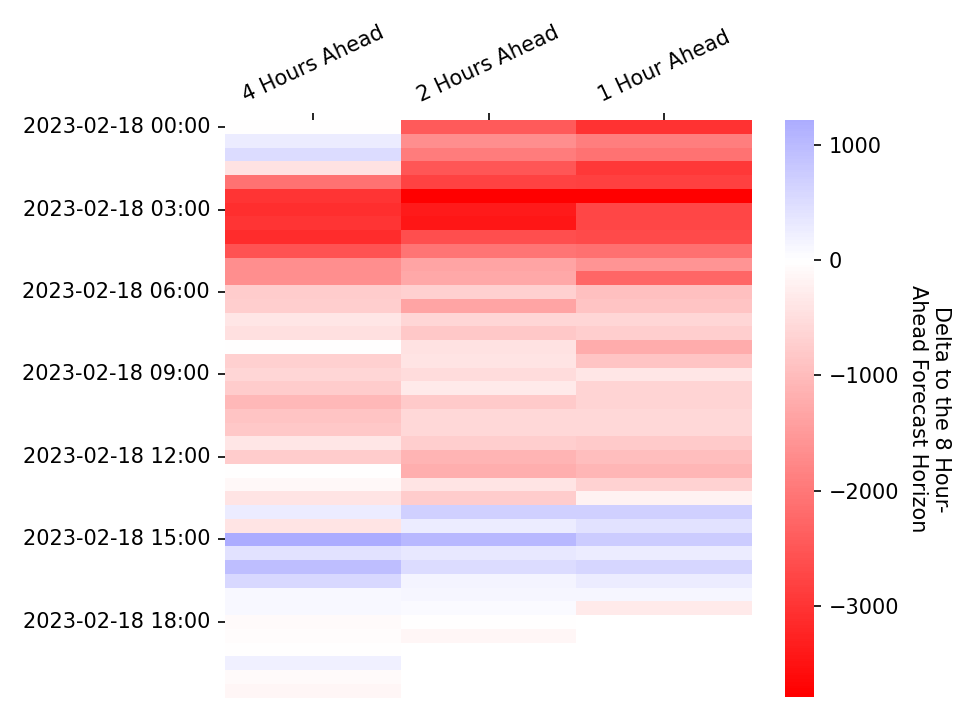 4 Hours Ahead
2 Hours Ahead
1 Hour Ahead
2023-02-18 00:00
2023-02-18 03:00
2023-02-18 06:00
2023-02-18 09:00
2023-02-18 12:00
2023-02-18 15:00
2023-02-18 18:00
1000
0
−1000
−2000
−3000
Delta to the 8 Hour-
Ahead Forecast Horizon